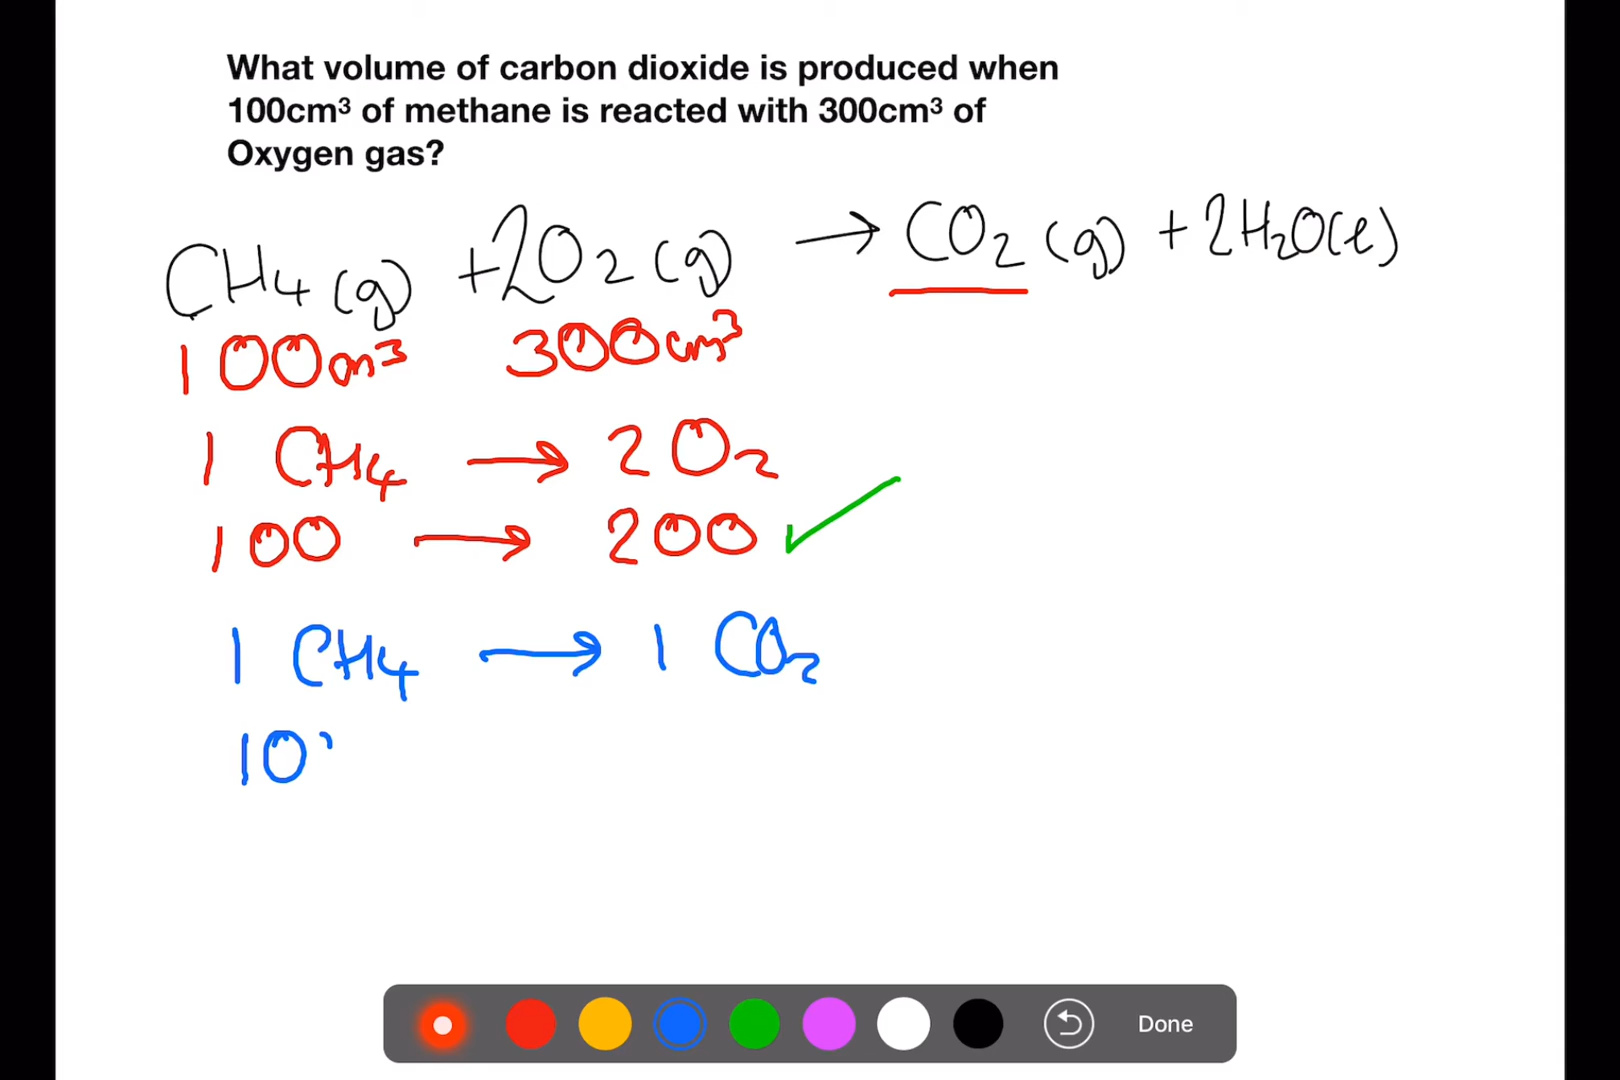 What volume of carbon dioxide is produced when
100cm³ of methane is reacted with 300cm³ of
Oxygen gas?
CH₄ (g) + 2O₂ (g) → CO₂ (g) + 2H₂O(l)
100cm³ 300cm³
1 CH₄ → 2 O₂
100 → 200 ✓
1 CH₄ → 1 CO₂
10
Done